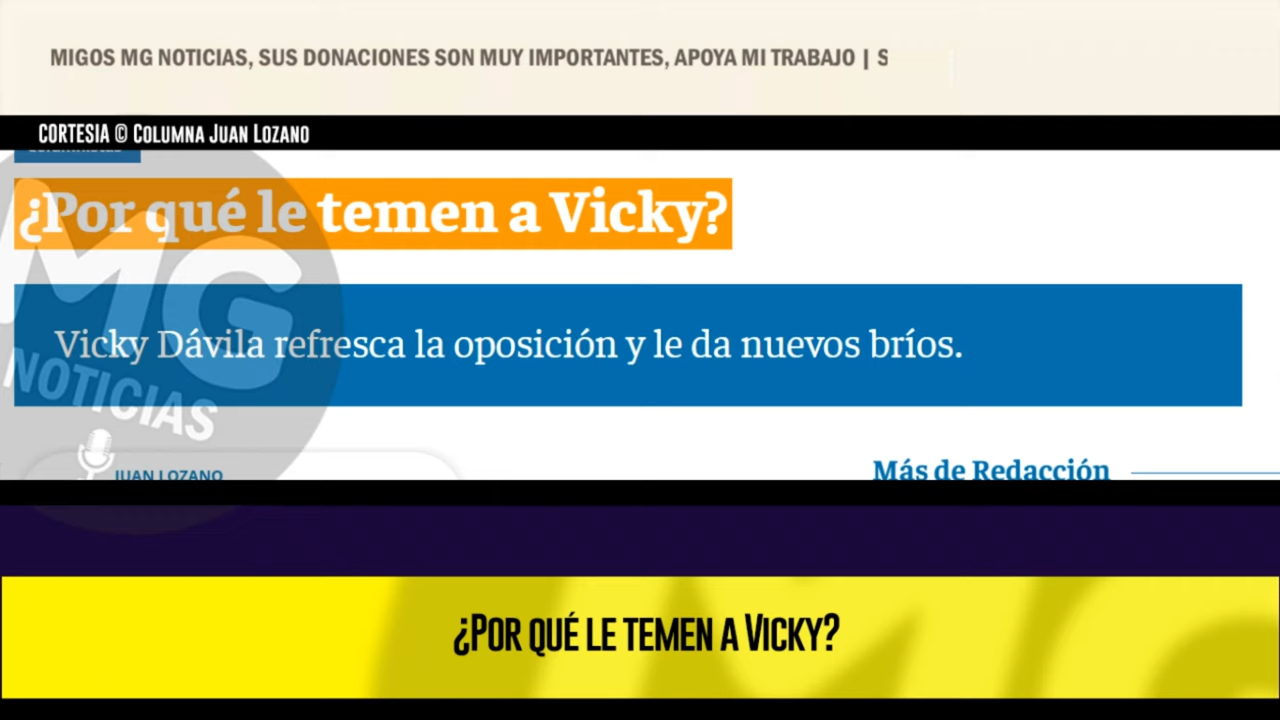 MIGOS MG NOTICIAS, SUS DONACIONES SON MUY IMPORTANTES, APOYA MI TRABAJO | S
CORTESIA © COLUMNA JUAN LOZANO
¿Por qué le temen a Vicky?
Vicky Dávila refresca la oposición y le da nuevos bríos.
MG
NOTICIAS
JUAN LOZANO
Más de Redacción
¿POR QUÉ LE TEMEN A VICKY?